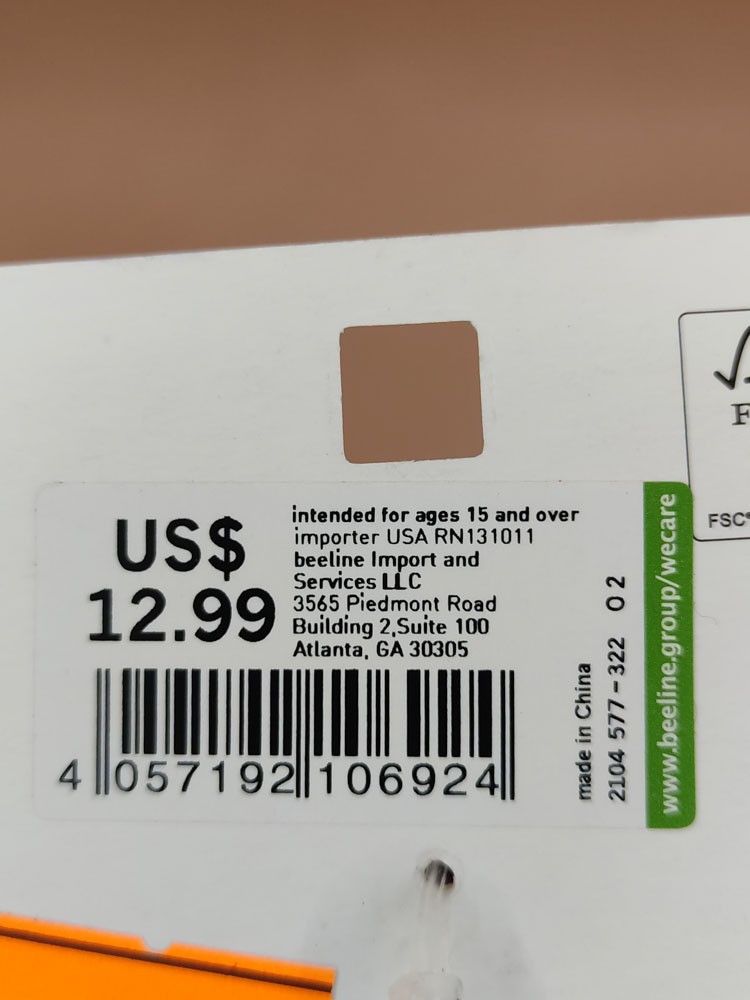 US$
12.99
intended for ages 15 and over
importer USA RN131011
beeline Import and
Services LLC
3565 Piedmont Road
Building 2,Suite 100
Atlanta, GA 30305
4 057192 106924
made in China
2104 577-322 02
www.beeline.group/wecare
F
FSC®